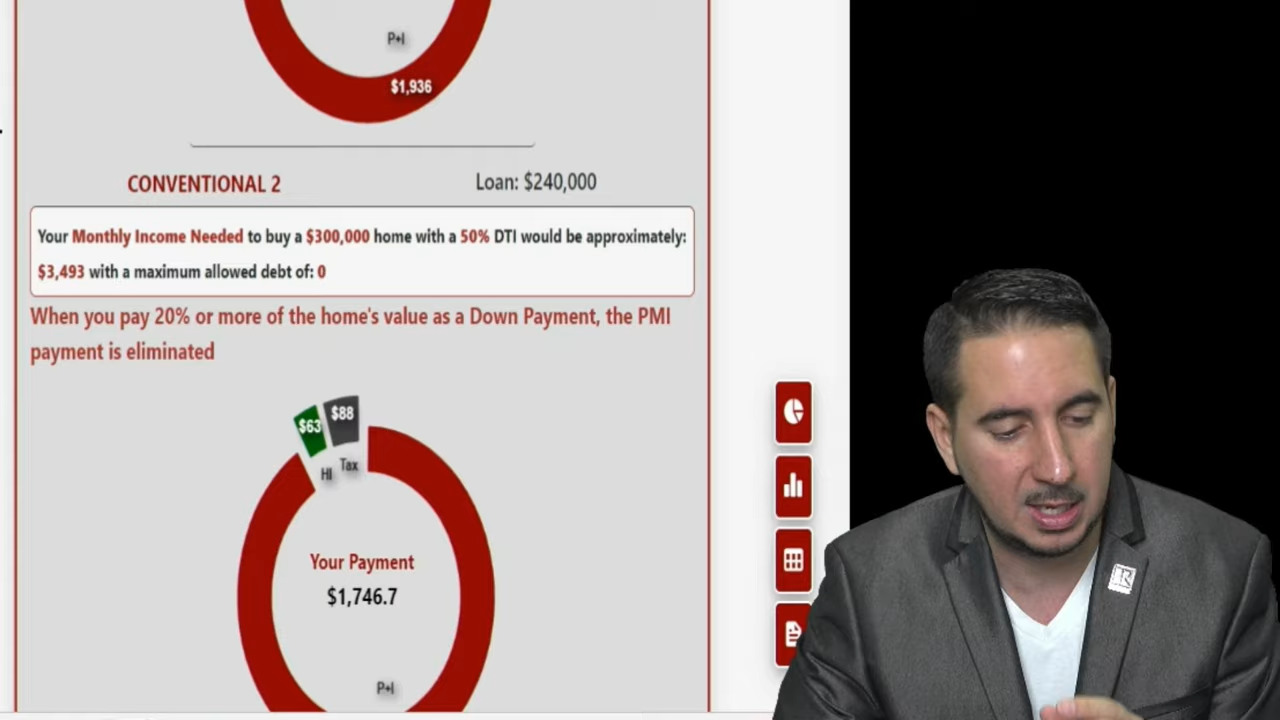 P+I
$1,936
CONVENTIONAL 2
Loan: $240,000
Your Monthly Income Needed to buy a $300,000 home with a 50% DTI would be approximately:
$3,493 with a maximum allowed debt of: 0
When you pay 20% or more of the home's value as a Down Payment, the PMI
payment is eliminated
$63
$88
HI
Tax
Your Payment
$1,746.7
P+I